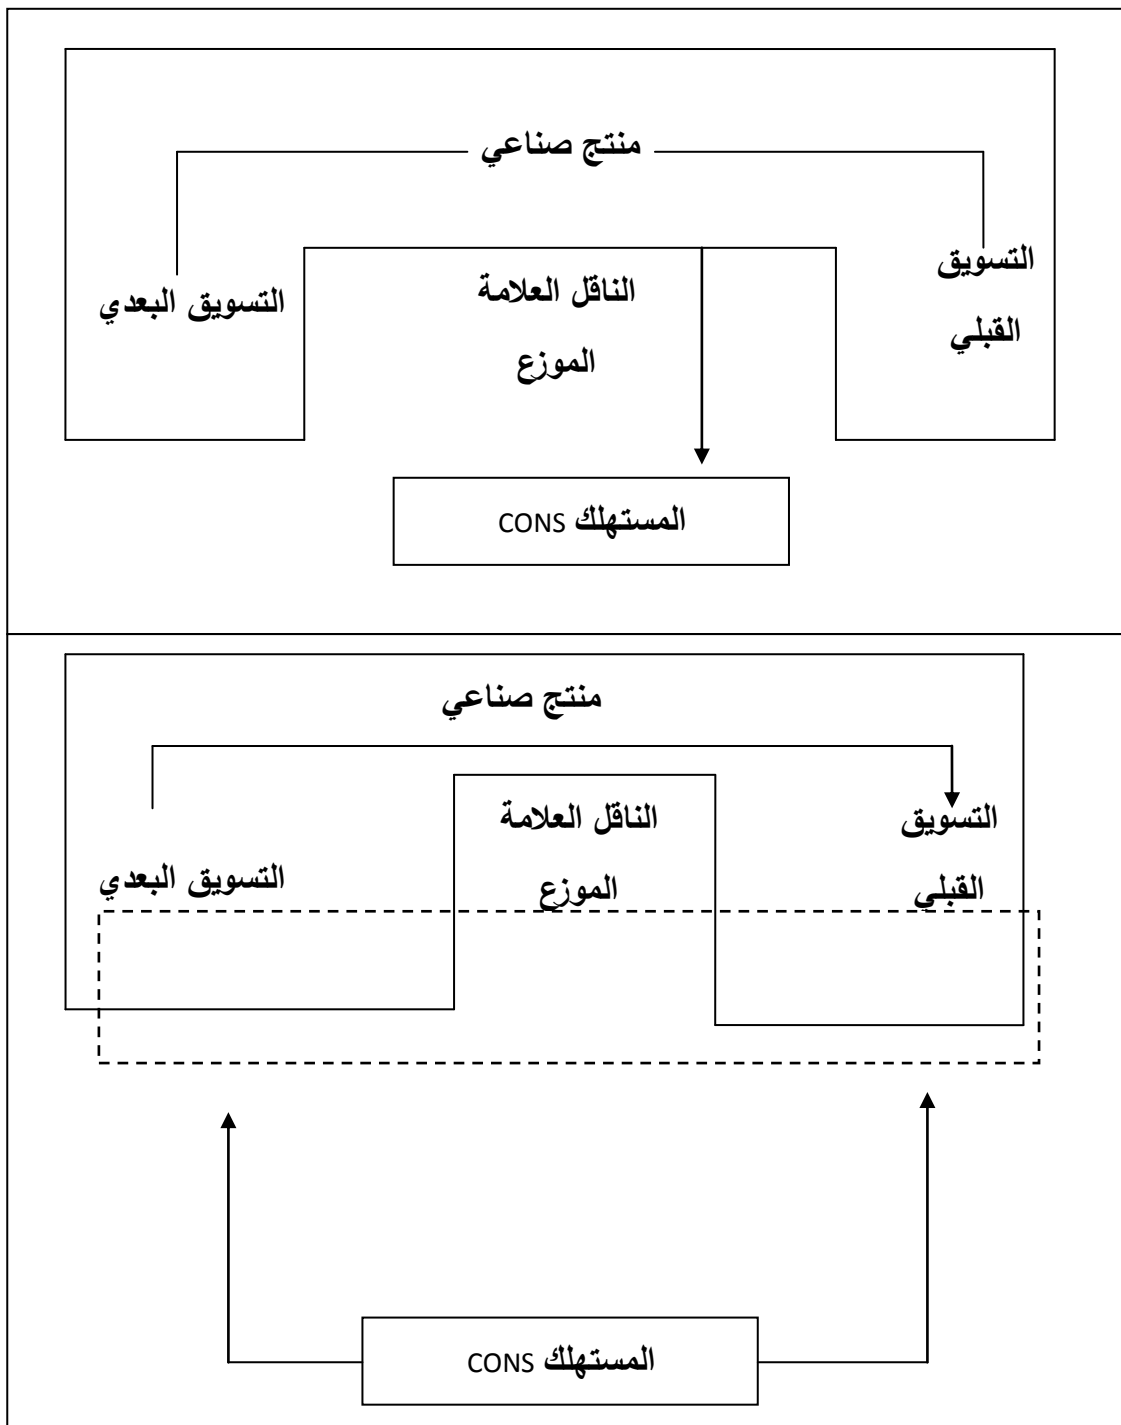 منتج صناعي
التسويق
القبلي
الناقل العلامة
الموزع
التسويق البعدي
المستهلك CONS
منتج صناعي
التسويق
القبلي
الناقل العلامة
الموزع
التسويق البعدي
المستهلك CONS